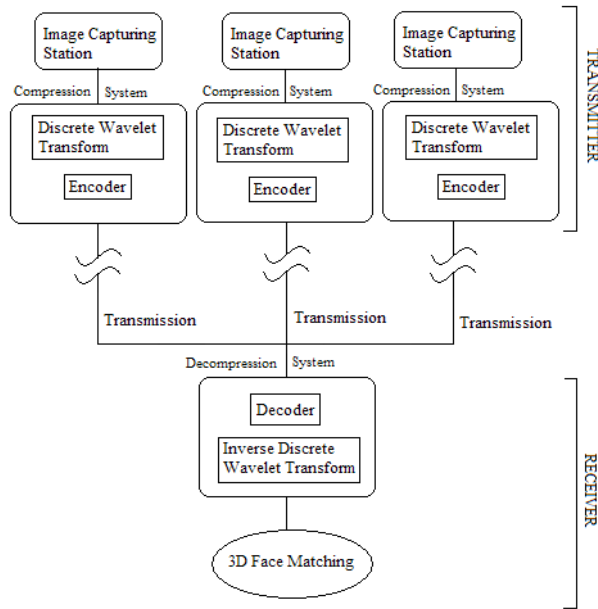 Image Capturing
Station
Image Capturing
Station
Image Capturing
Station
Compression System
Compression System
Compression System
Discrete Wavelet
Transform
Encoder
Discrete Wavelet
Transform
Encoder
Discrete Wavelet
Transform
Encoder
TRANSMITTER
Transmission
Transmission
Transmission
Decompression System
Decoder
Inverse Discrete
Wavelet Transform
3D Face Matching
RECEIVER